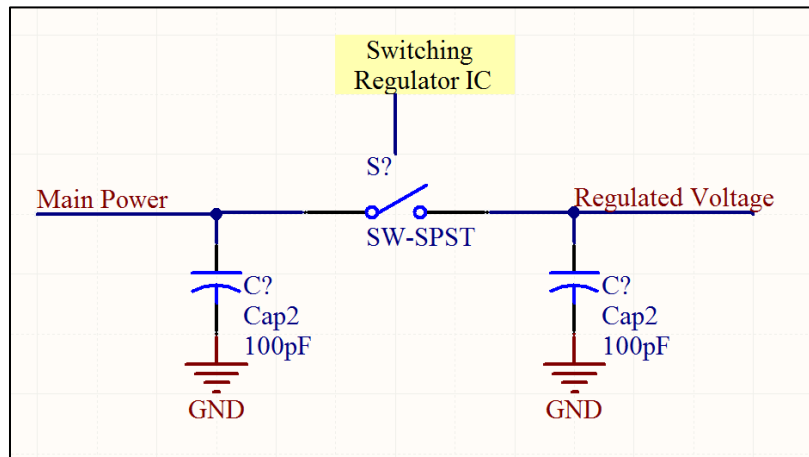 Switching
Regulator IC
S?
Main Power
Regulated Voltage
SW-SPST
C?
Cap2
100pF
GND
C?
Cap2
100pF
GND